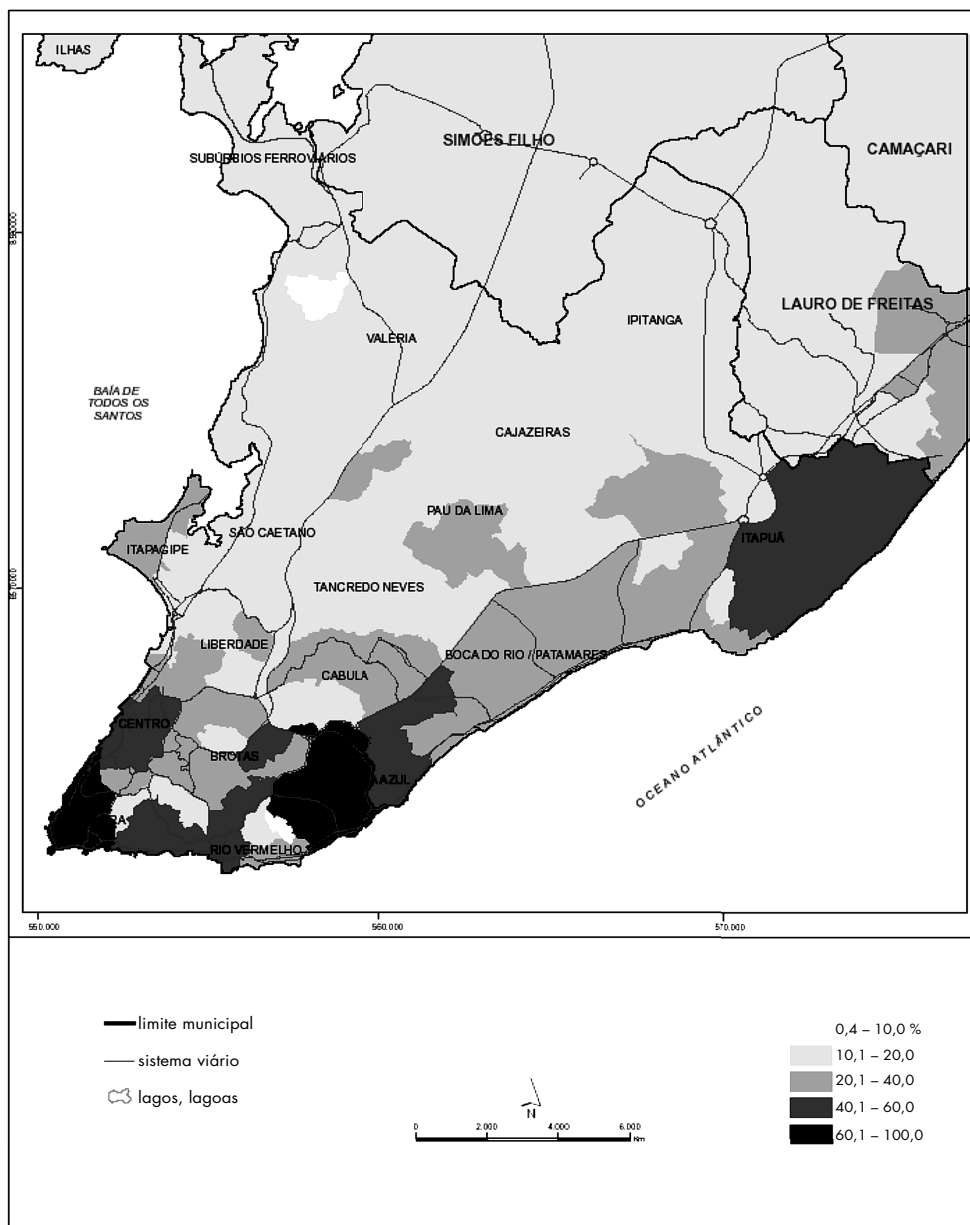 ILHAS
SIMÕES FILHO
CAMAÇARI
SUBÚRBIOS FERROVIÁRIOS
LAURO DE FREITAS
IPITANGA
VALÉRIA
BAÍA DE
TODOS OS
SANTOS
CAJAZEIRAS
PAU DA LIMA
SÃO CAETANO
ITAPUÃ
ITAPAGIPE
TANCREDO NEVES
LIBERDADE
BOCA DO RIO / PATAMARES
CABULA
CENTRO
BROTAS
AZUL
OCEANO ATLÂNTICO
RA
RIO VERMELHO
550.000
560.000
570.000
limite municipal
sistema viário
lagos, lagoas
N
0 2.000 4.000 6.000
Km
0,4 – 10,0 %
10,1 – 20,0
20,1 – 40,0
40,1 – 60,0
60,1 – 100,0